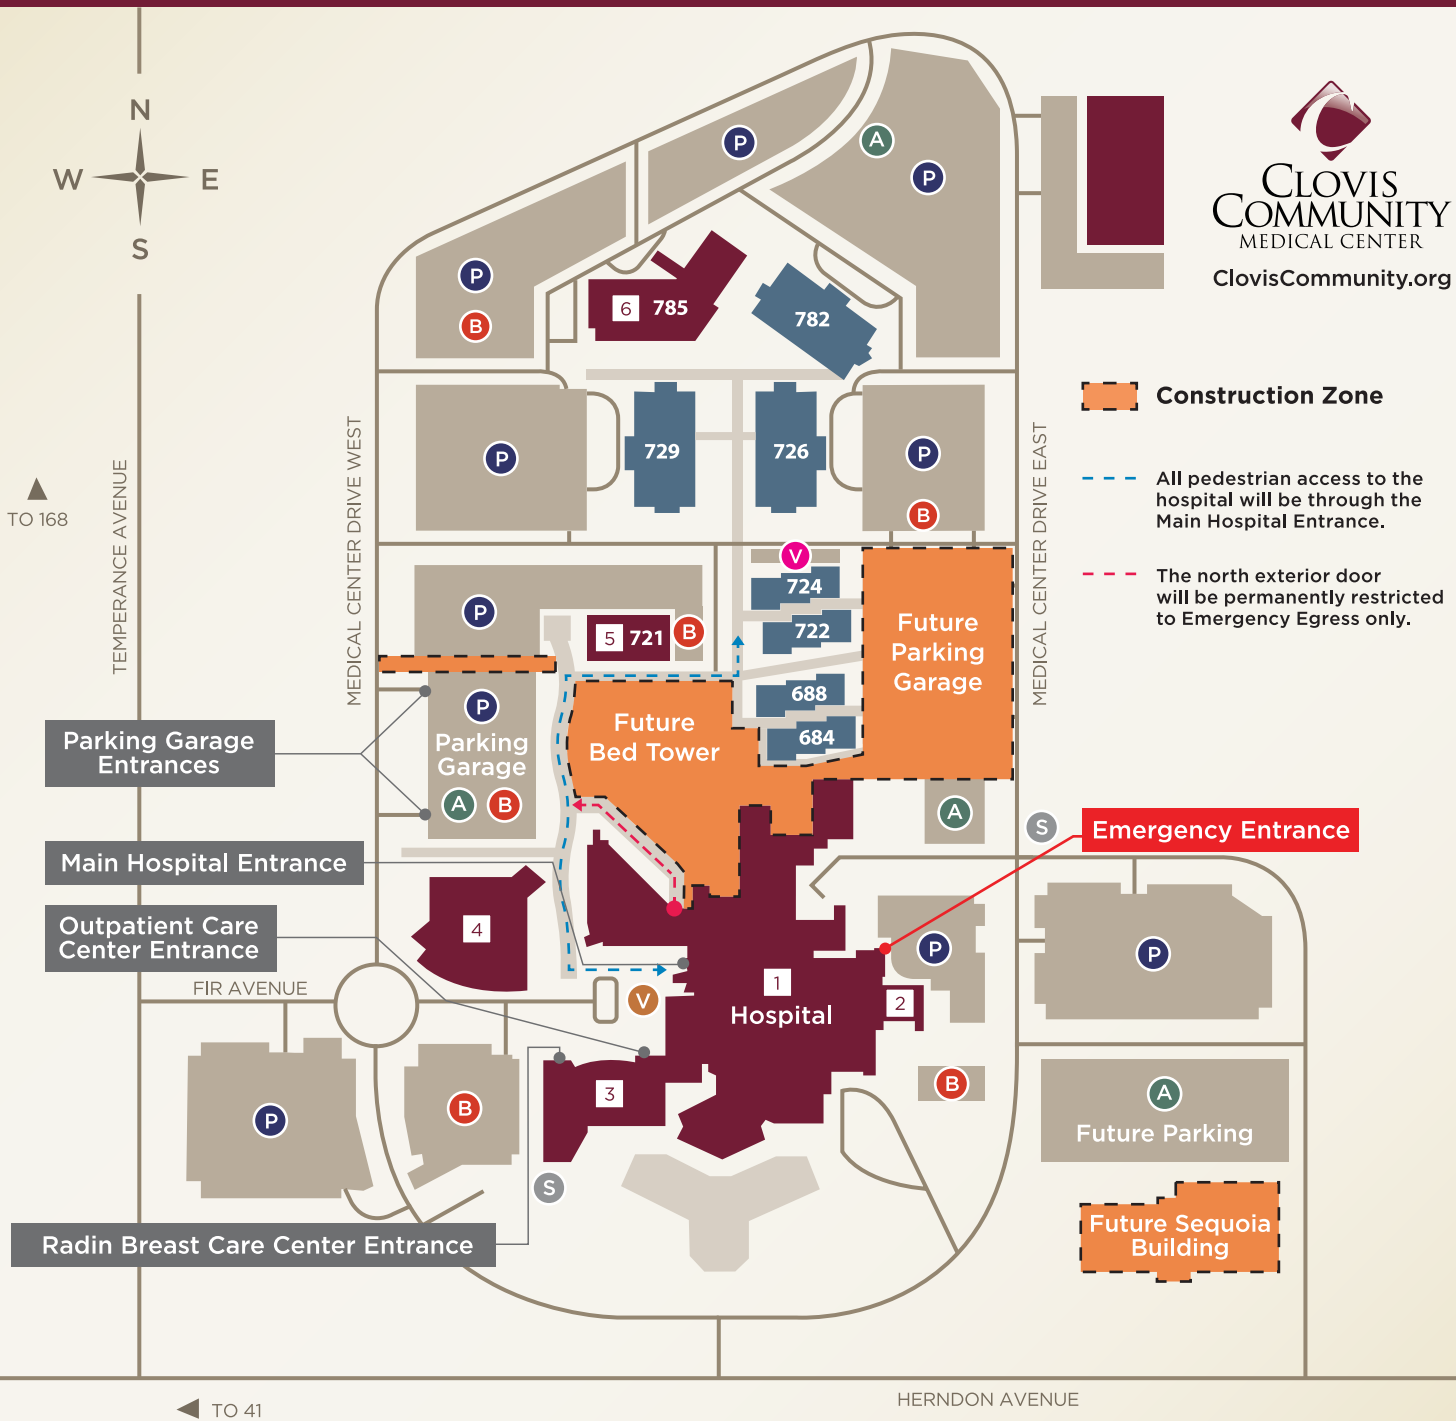 N
W E
S
CLOVIS
COMMUNITY
MEDICAL CENTER
ClovisCommunity.org
Construction Zone
All pedestrian access to the
hospital will be through the
Main Hospital Entrance.
The north exterior door
will be permanently restricted
to Emergency Egress only.
P
A
P
P
B
6 785
782
P
729
726
P
B
TO 168
TEMPERANCE AVENUE
MEDICAL CENTER DRIVE WEST
MEDICAL CENTER DRIVE EAST
V
724
722
688
684
P
5 721
B
Future
Parking
Garage
Future
Bed Tower
P
Parking
Garage
A B
Parking Garage
Entrances
Main Hospital Entrance
Outpatient Care
Center Entrance
A
S
Emergency Entrance
4
P
P
FIR AVENUE
V
1
Hospital
2
3
B
P
B
A
Future Parking
S
Future Sequoia
Building
Radin Breast Care Center Entrance
HERNDON AVENUE
TO 41